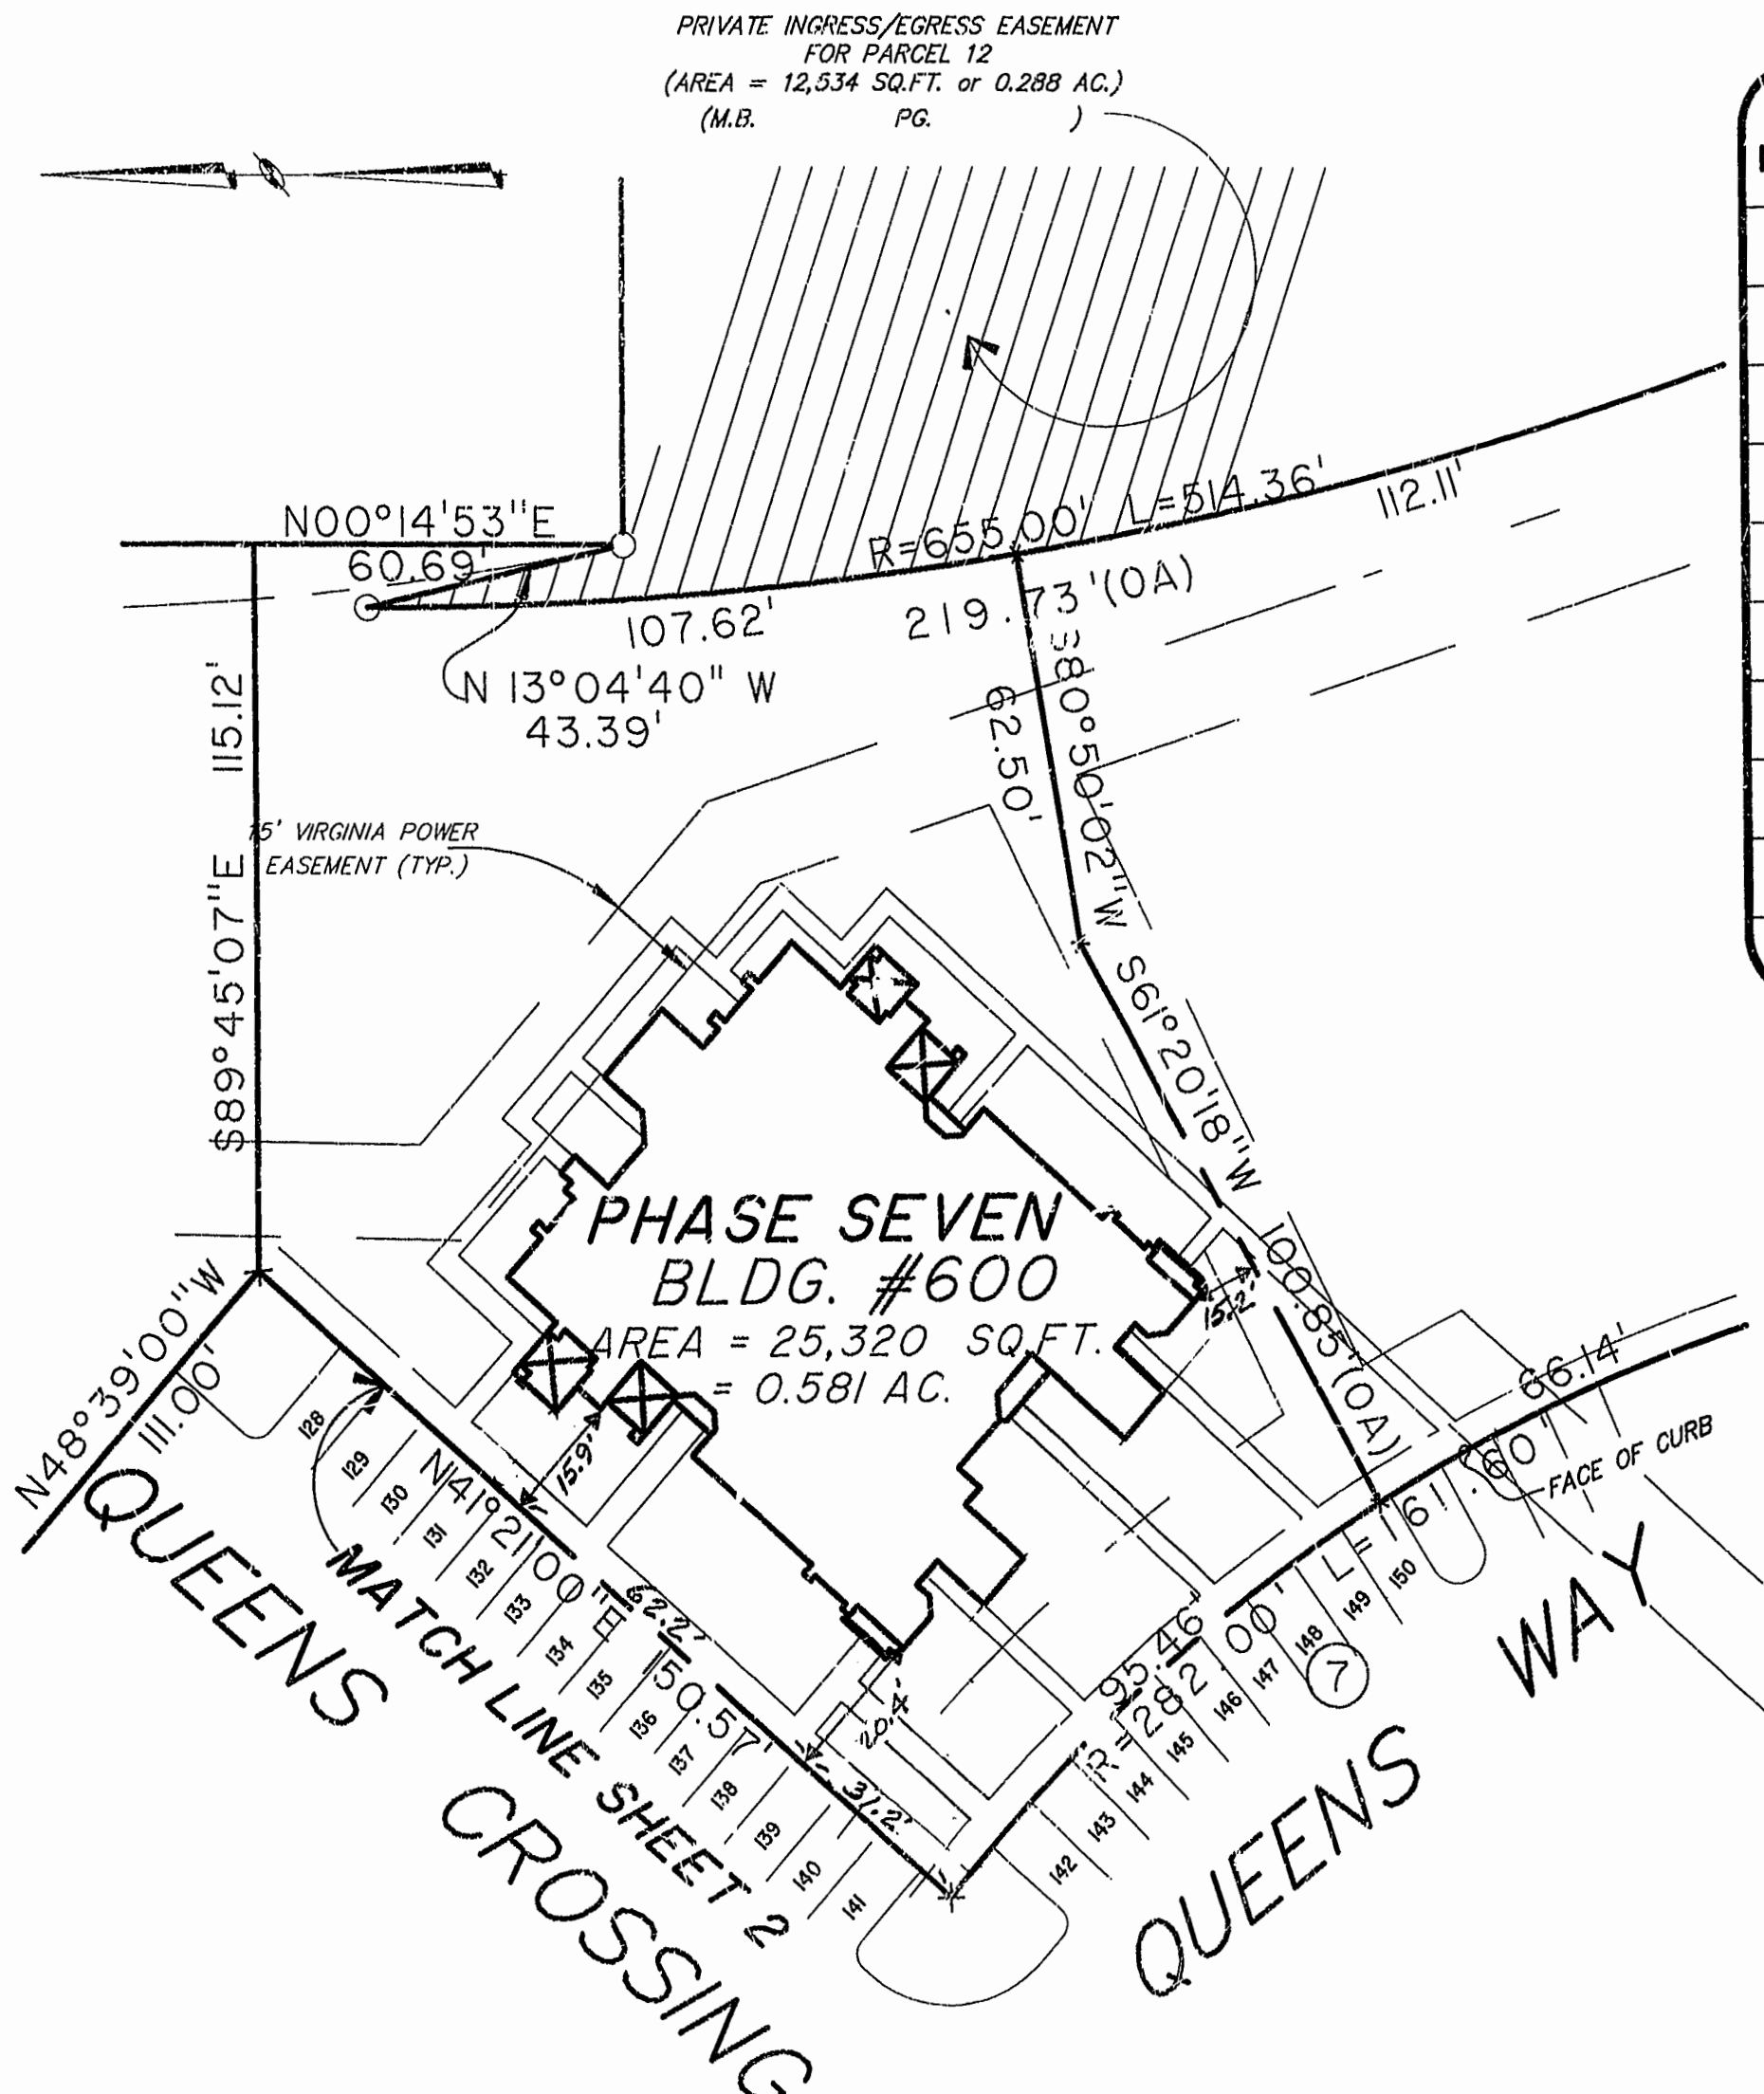 PRIVATE INGRESS/EGRESS EASEMENT
FOR PARCEL 12
(AREA = 12,534 SQ.FT. or 0.288 AC.)
(M.B. PG. )
N00°14'53"E
60.69'
R=655.00' L=514.36'
112.11'
107.62'
219.73'(OA)
N 13°04'40" W
43.39'
S80°50'02"W
62.50'
115.12'
S89°45'07"E
15' VIRGINIA POWER
EASEMENT (TYP.)
S61°20'18"W
100.85'(OA)
PHASE SEVEN
BLDG. #600
AREA = 25,320 SQ.FT.
= 0.581 AC.
15.2'
66.14'
N48°39'00"W
111.00'
15.9'
FACE OF CURB
N41°21'00"E
150.57'
62.2'
20.4'
31.2'
95.46'
R=282.00' L=161.60'
128
129
130
131
132
133
134
135
136
137
138
139
140
141
142
143
144
145
146
147
148
149
150
7
MATCH LINE SHEET 2
QUEENS CROSSING
QUEENS WAY